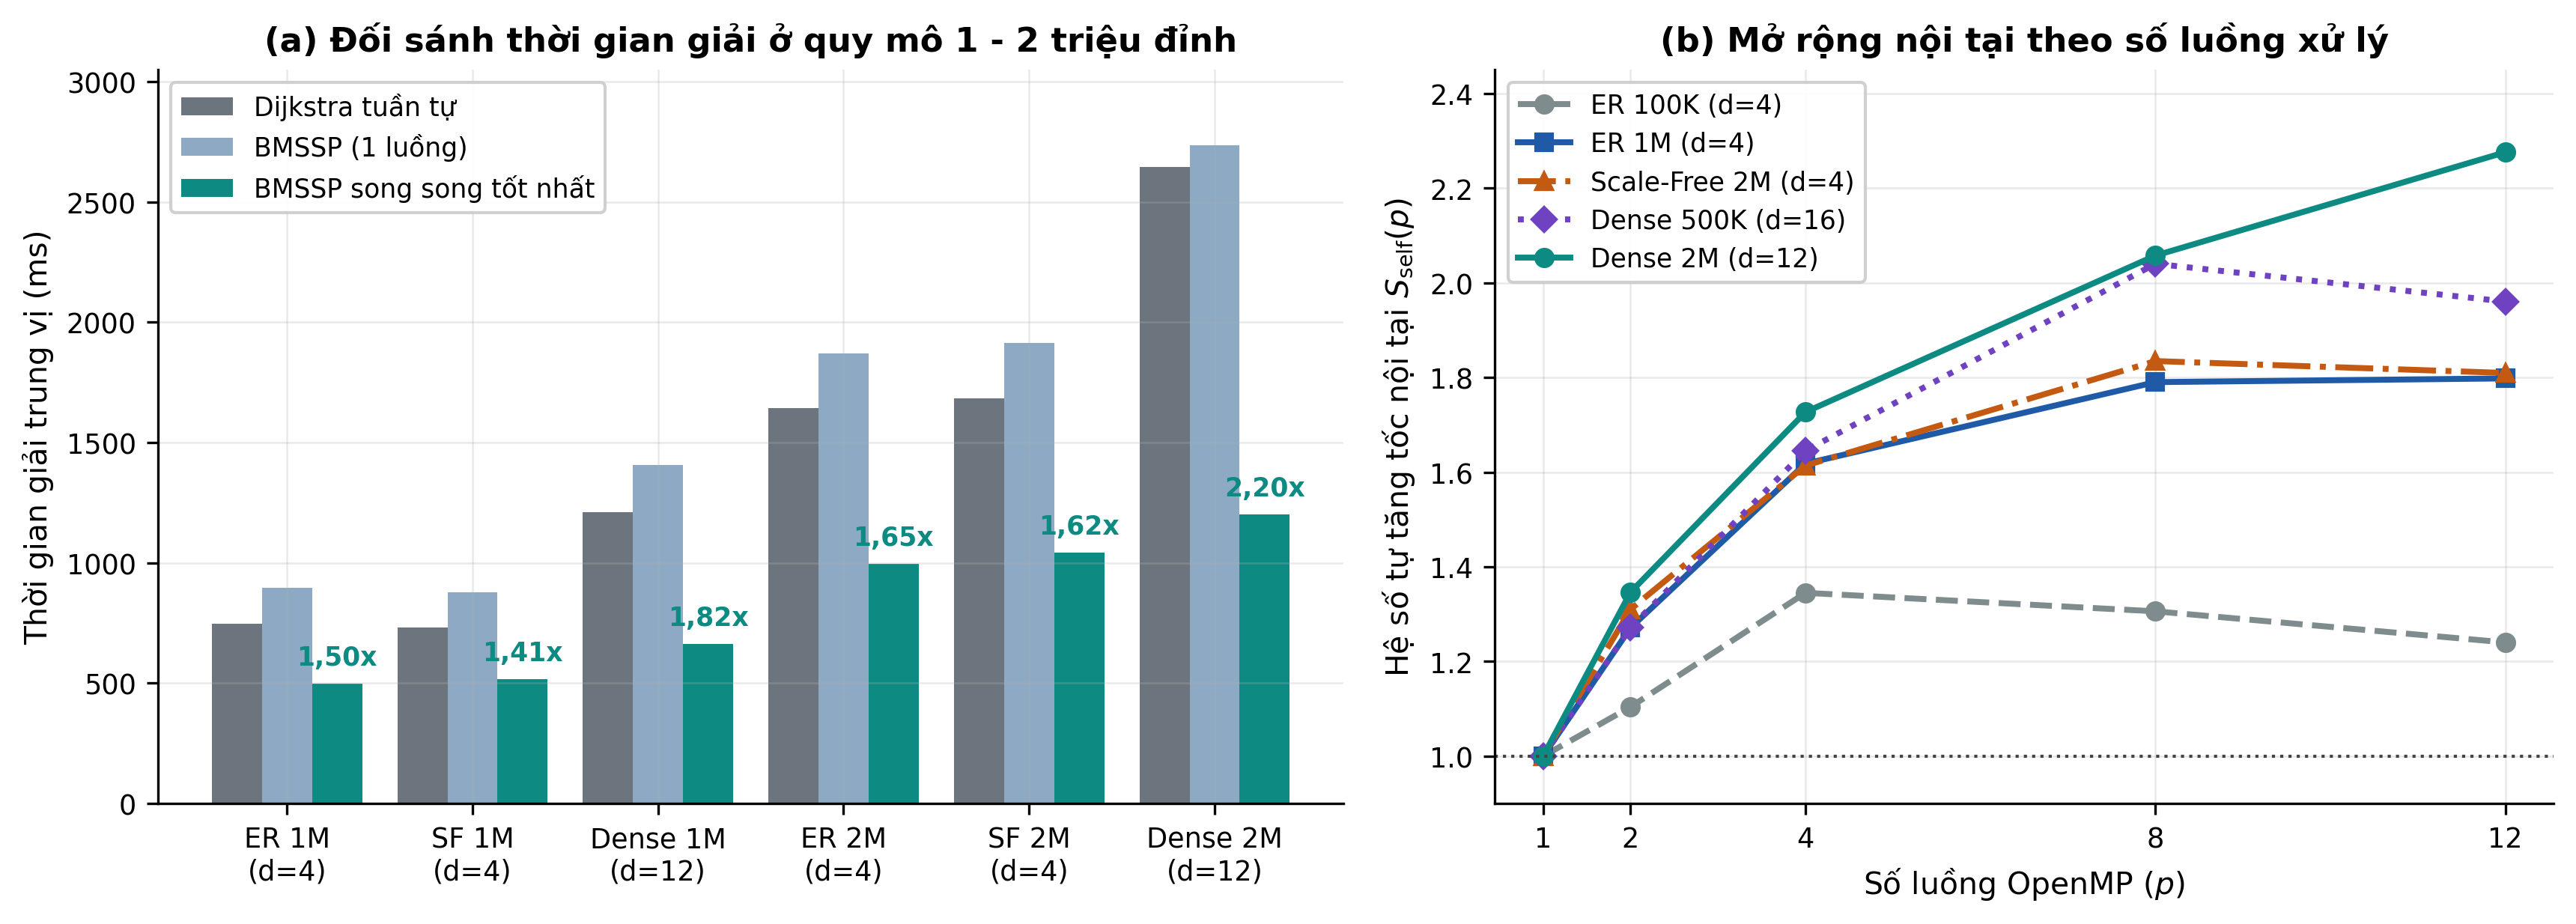 (a) Đối sánh thời gian giải ở quy mô 1 - 2 triệu đỉnh
Thời gian giải trung vị (ms)
3000
2500
2000
1500
1000
500
0
Dijkstra tuần tự
BMSSP (1 luồng)
BMSSP song song tốt nhất
1,50x
1,41x
1,82x
1,65x
1,62x
2,20x
ER 1M
(d=4)
SF 1M
(d=4)
Dense 1M
(d=12)
ER 2M
(d=4)
SF 2M
(d=4)
Dense 2M
(d=12)
(b) Mở rộng nội tại theo số luồng xử lý
Hệ số tự tăng tốc nội tại S_self(p)
2.4
2.2
2.0
1.8
1.6
1.4
1.2
1.0
ER 100K (d=4)
ER 1M (d=4)
Scale-Free 2M (d=4)
Dense 500K (d=16)
Dense 2M (d=12)
1 2 4 8 12
Số luồng OpenMP (p)